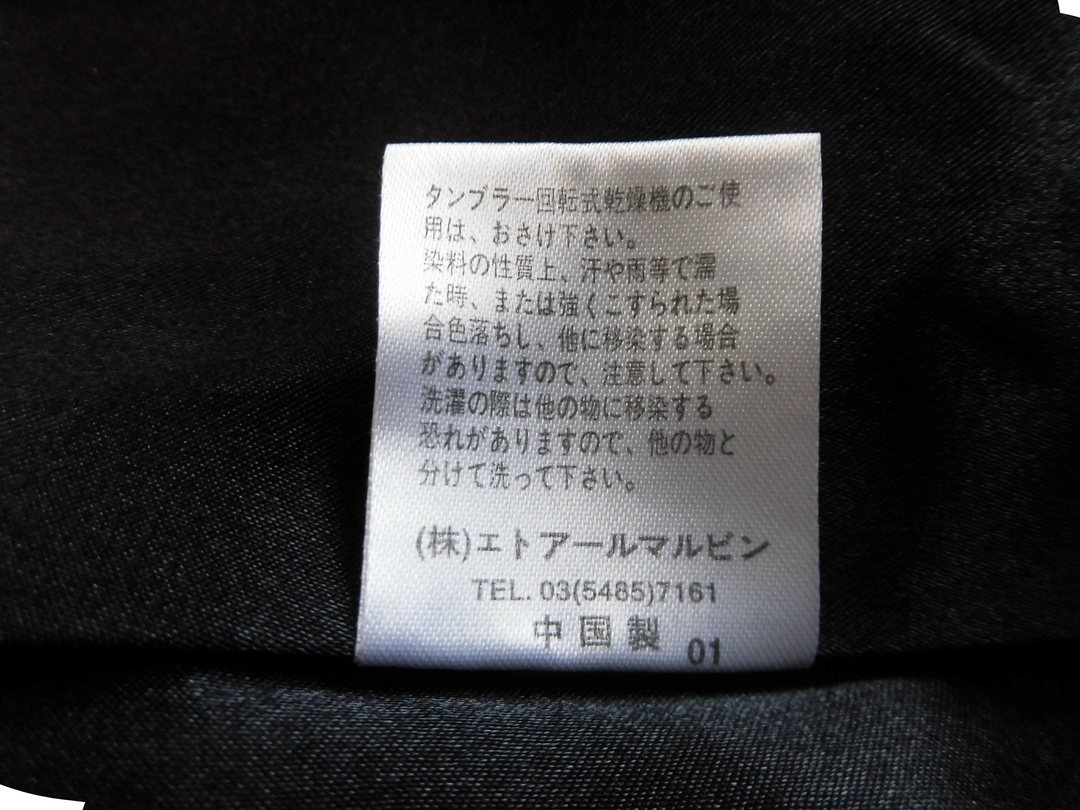 タンブラー回転式乾燥機のご使
用は、おさけ下さい。
染料の性質上、汗や雨等で濡
た時、または強くこすられた場
合色落ちし、他に移染する場合
がありますので、注意して下さい。
洗濯の際は他の物に移染する
恐れがありますので、他の物と
分けて洗って下さい。
(株)エトアールマルビン
TEL. 03(5485)7161
中国製
01